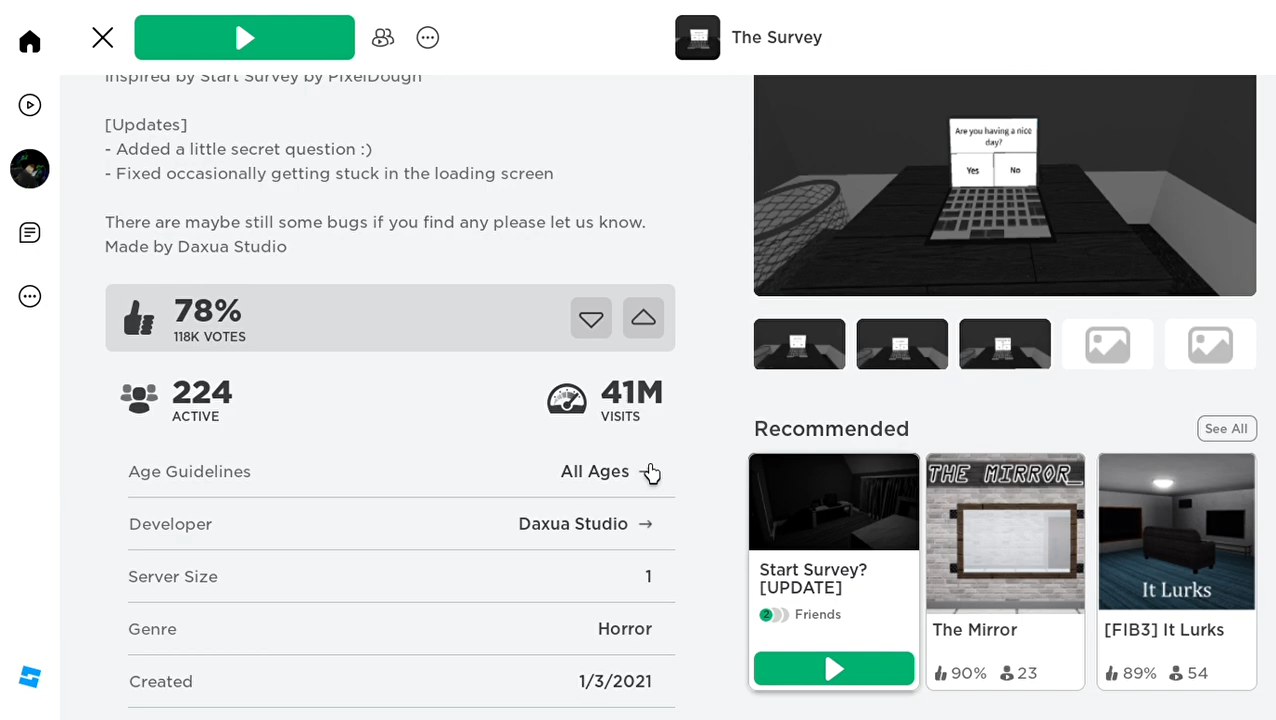 The Survey
Inspired by Start Survey by PixelDough
[Updates]
- Added a little secret question :)
- Fixed occasionally getting stuck in the loading screen
There are maybe still some bugs if you find any please let us know.
Made by Daxua Studio
78%
118K VOTES
224
ACTIVE
41M
VISITS
Age Guidelines
All Ages
Developer
Daxua Studio
Server Size
1
Genre
Horror
Created
1/3/2021
Are you having a nice
day?
Yes
No
Recommended
See All
Start Survey?
[UPDATE]
2
Friends
THE MIRROR_
The Mirror
90%
23
It Lurks
[FIB3] It Lurks
89%
54